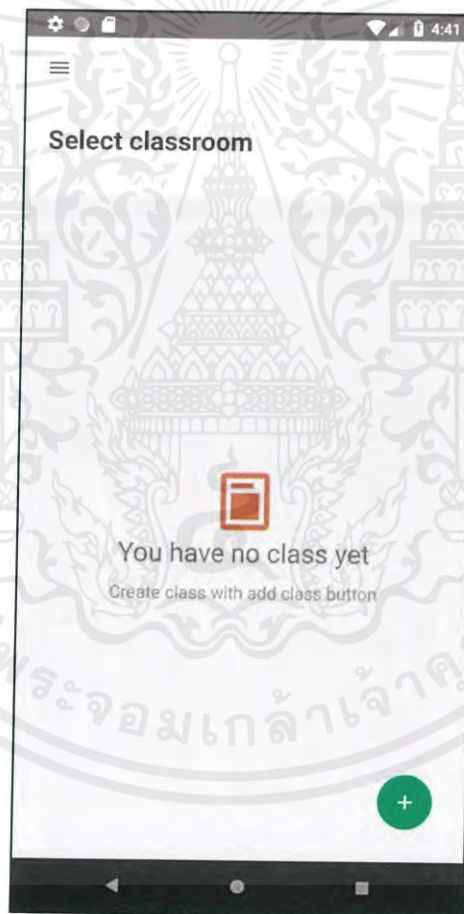 4:41
Select classroom
You have no class yet
Create class with add class button
พระจอมเกล้าเจ้า